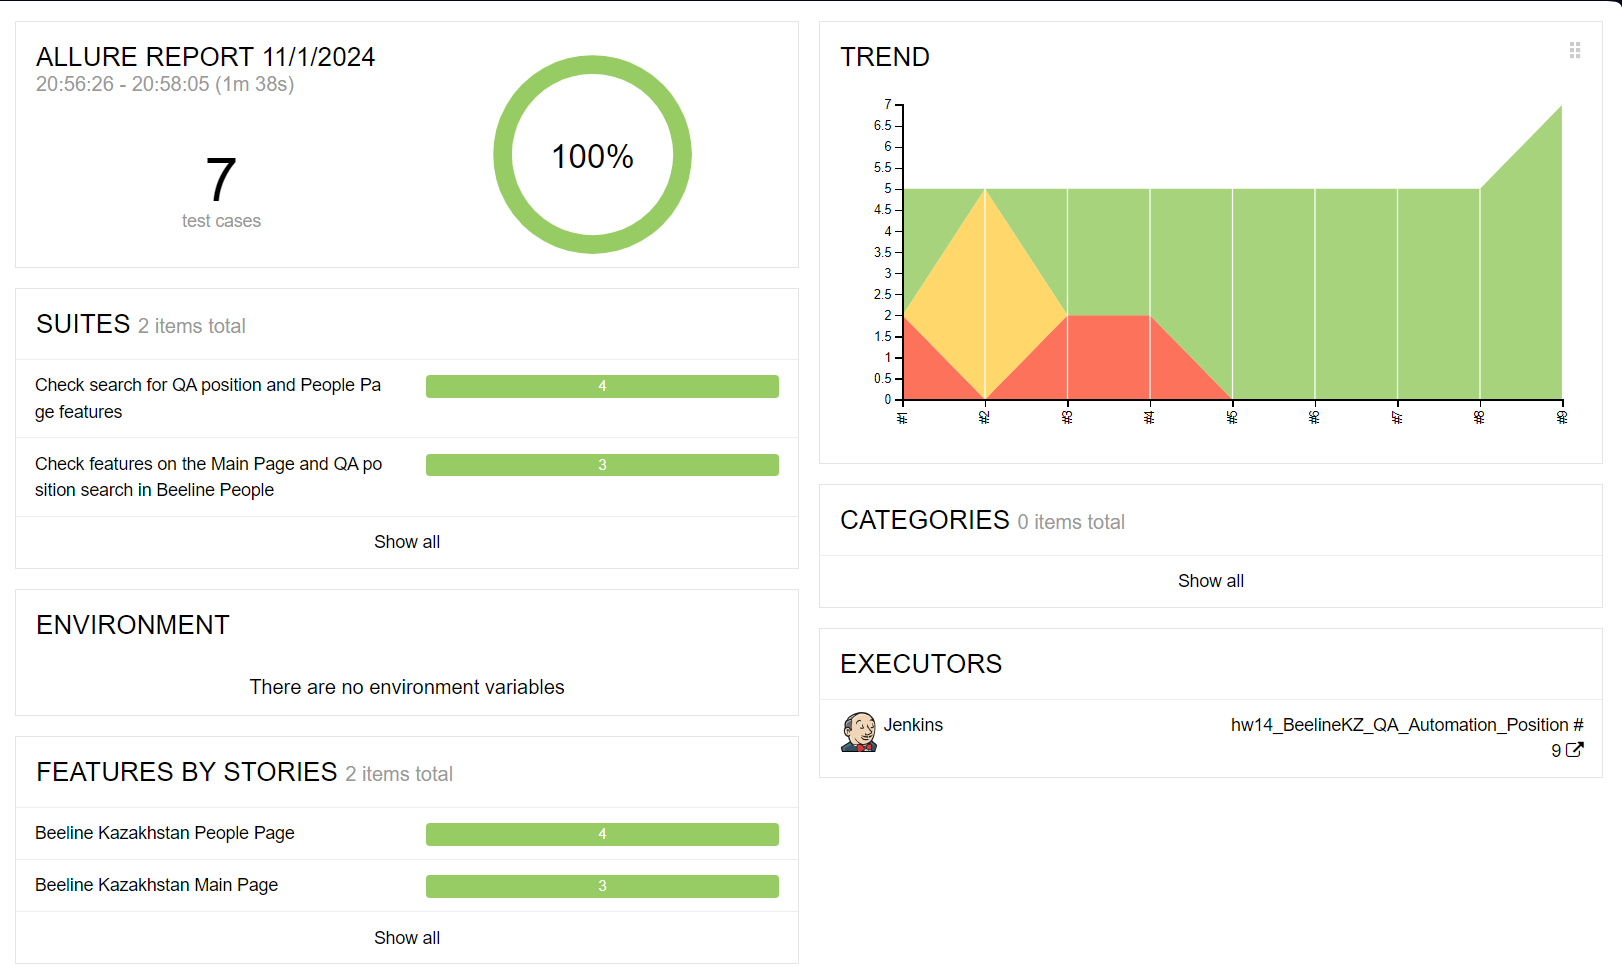 ALLURE REPORT 11/1/2024
20:56:26 - 20:58:05 (1m 38s)
7
test cases
100%
SUITES 2 items total
Check search for QA position and People Pa
ge features
4
Check features on the Main Page and QA po
sition search in Beeline People
3
Show all
ENVIRONMENT
There are no environment variables
FEATURES BY STORIES 2 items total
Beeline Kazakhstan People Page
4
Beeline Kazakhstan Main Page
3
Show all
TREND
7
6.5
6
5.5
5
4.5
4
3.5
3
2.5
2
1.5
1
0.5
0
#1
#2
#3
#4
#5
#6
#7
#8
#9
CATEGORIES 0 items total
Show all
EXECUTORS
Jenkins
hw14_BeelineKZ_QA_Automation_Position #
9